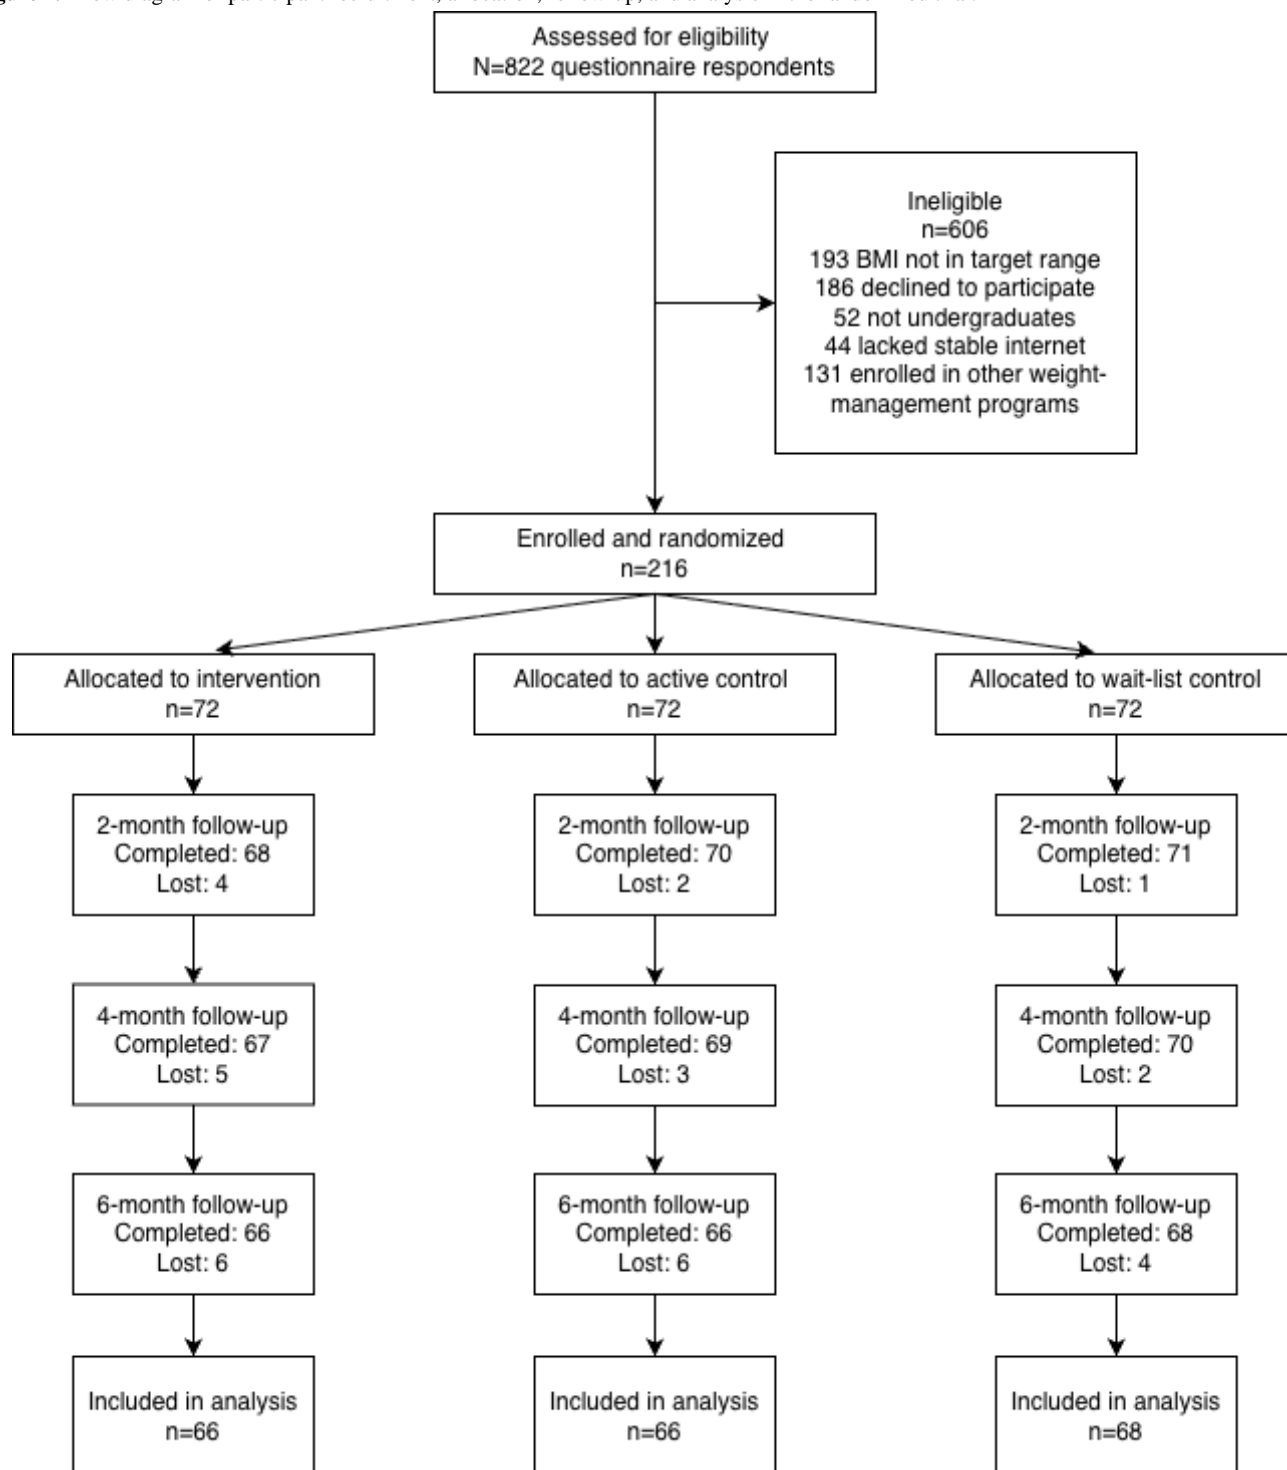 Assessed for eligibility
N=822 questionnaire respondents
Ineligible
n=606
193 BMI not in target range
186 declined to participate
52 not undergraduates
44 lacked stable internet
131 enrolled in other weight-
management programs
Enrolled and randomized
n=216
Allocated to intervention
n=72
Allocated to active control
n=72
Allocated to wait-list control
n=72
2-month follow-up
Completed: 68
Lost: 4
2-month follow-up
Completed: 70
Lost: 2
2-month follow-up
Completed: 71
Lost: 1
4-month follow-up
Completed: 67
Lost: 5
4-month follow-up
Completed: 69
Lost: 3
4-month follow-up
Completed: 70
Lost: 2
6-month follow-up
Completed: 66
Lost: 6
6-month follow-up
Completed: 66
Lost: 6
6-month follow-up
Completed: 68
Lost: 4
Included in analysis
n=66
Included in analysis
n=66
Included in analysis
n=68